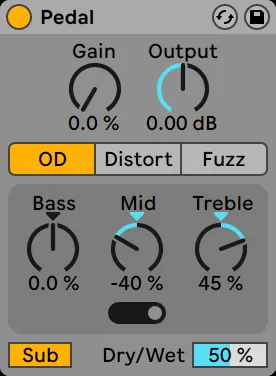 Pedal
Gain Output
0.0 % 0.00 dB
OD Distort Fuzz
Bass Mid Treble
0.0 % -40 % 45 %
Sub Dry/Wet 50 %